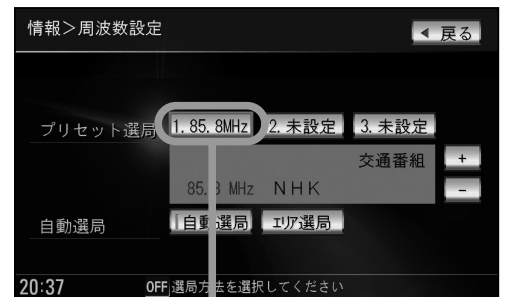 情報>周波数設定 ◀ 戻る
プリセット選局 1. 85. 8MHz 2. 未設定 3. 未設定
交通番組 +
85. MHz NHK -
自動選局 自動選局 エリア選局
20:37 OFF 選局方法を選択してください